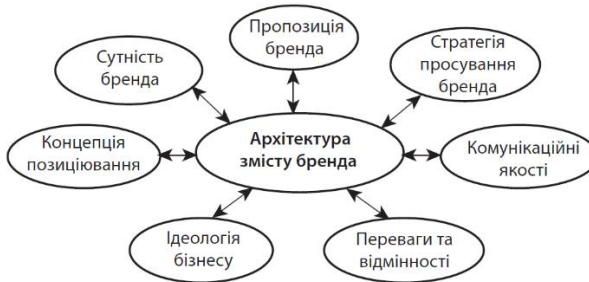 Пропозиція
бренда
Сутність
бренда
Стратегія
просування
бренда
Концепція
позиціювання
Архітектура
змісту бренда
Комунікаційні
якості
Ідеологія
бізнесу
Переваги та
відмінності